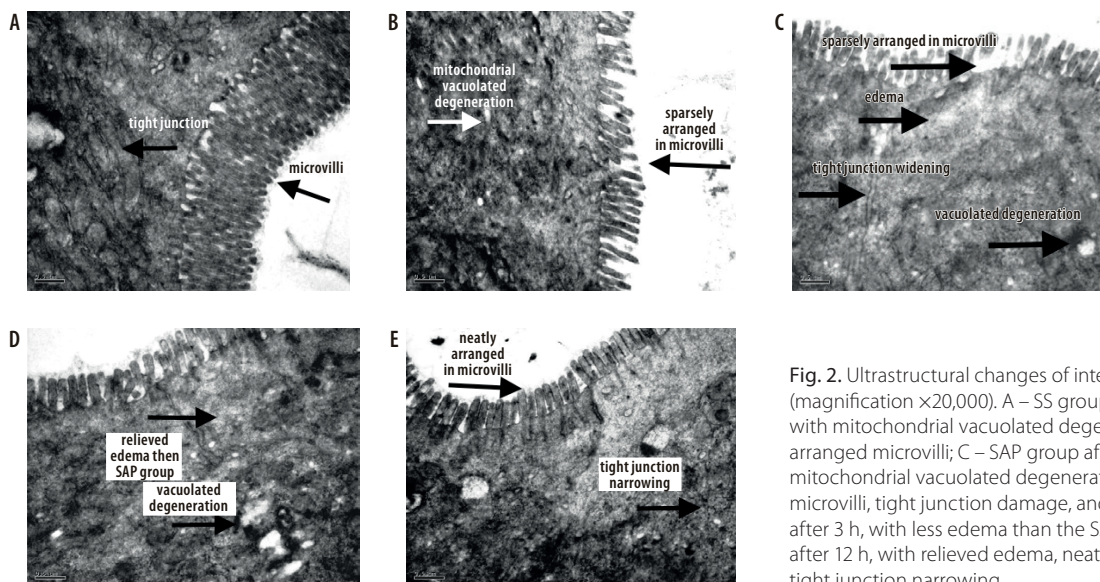 A
tight junction
microvilli
B
mitochondrial
vacuolated
degeneration
sparsely
arranged
in microvilli
C
sparsely arranged in microvilli
edema
tight junction widening
vacuolated degeneration
D
relieved
edema then
SAP group
vacuolated
degeneration
E
neatly
arranged
in microvilli
tight junction
narrowing
Fig. 2. Ultrastructural changes of inte
(magnification ×20,000). A – SS group
with mitochondrial vacuolated dege
arranged microvilli; C – SAP group af
mitochondrial vacuolated degenerat
microvilli, tight junction damage, and
after 3 h, with less edema than the S
after 12 h, with relieved edema, neat
tight junction narrowing